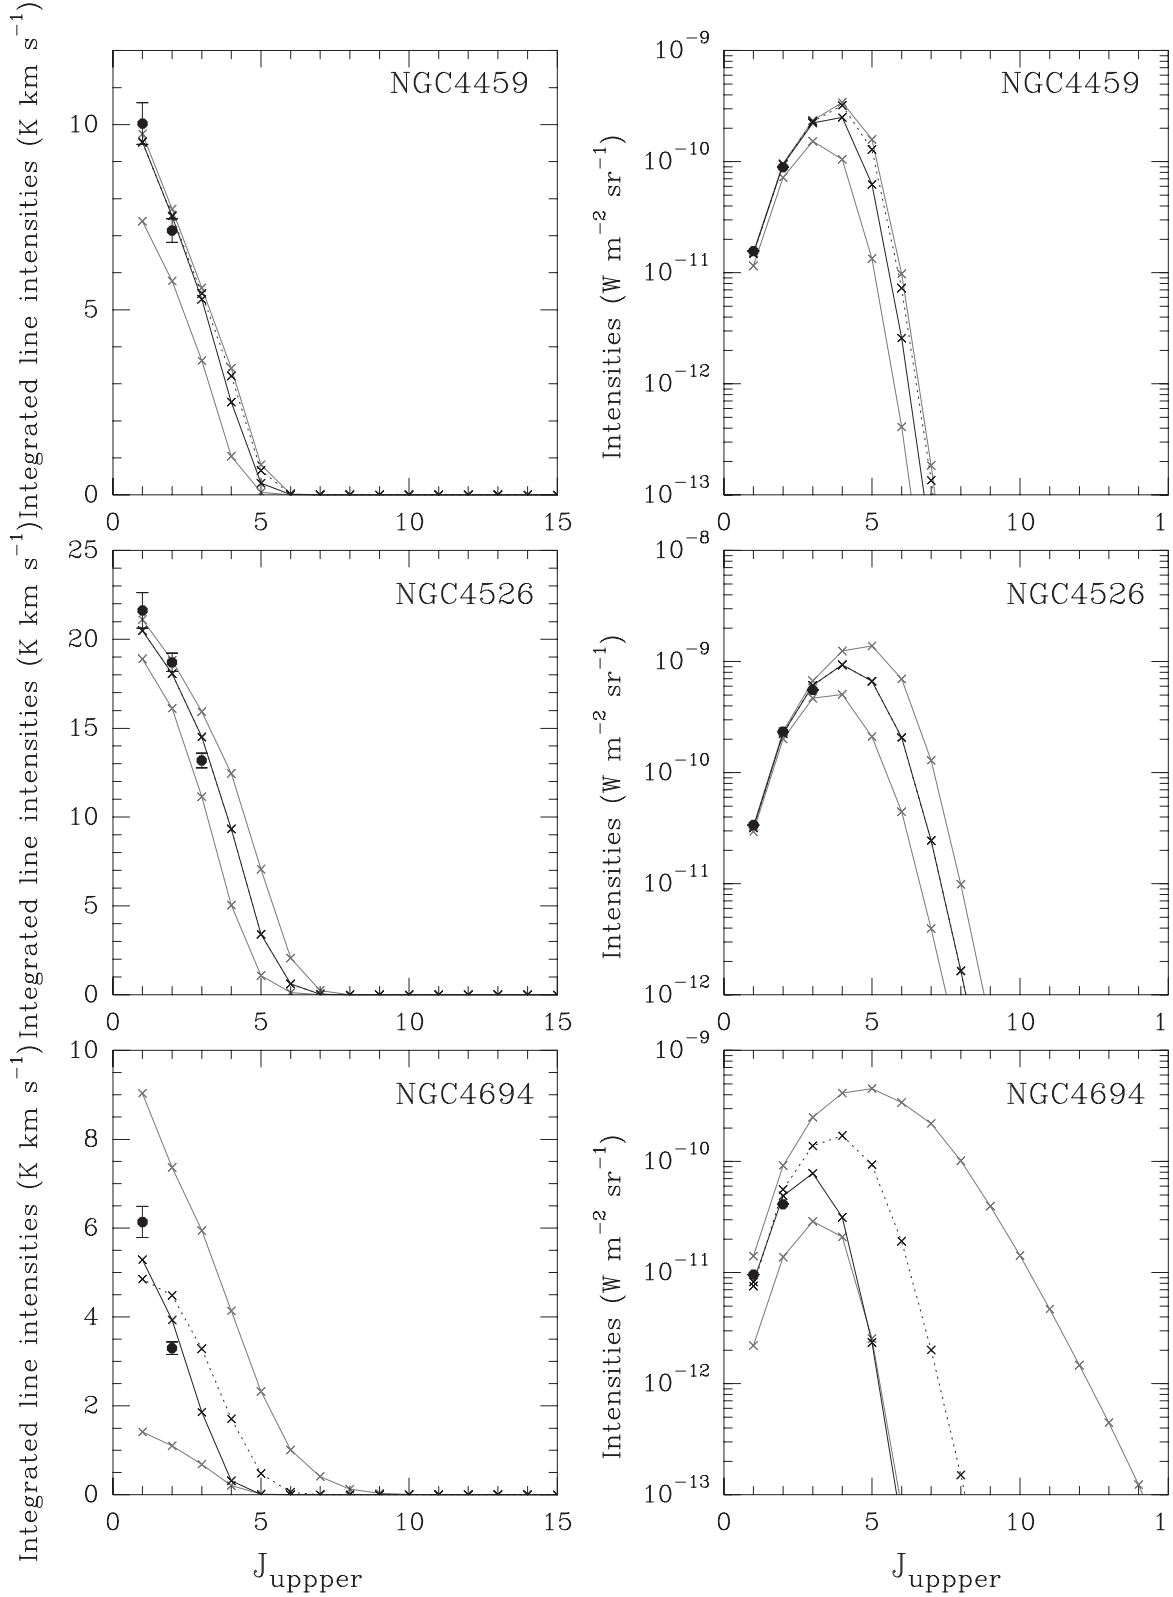 NGC4459
Integrated line intensities (K km s⁻¹)
10
5
0
0 5 10 15
NGC4459
Intensities (W m⁻² sr⁻¹)
10⁻⁹
10⁻¹⁰
10⁻¹¹
10⁻¹²
10⁻¹³
0 5 10 1
NGC4526
Integrated line intensities (K km s⁻¹)
25
20
15
10
5
0
0 5 10 15
NGC4526
Intensities (W m⁻² sr⁻¹)
10⁻⁸
10⁻⁹
10⁻¹⁰
10⁻¹¹
10⁻¹²
0 5 10 1
NGC4694
Integrated line intensities (K km s⁻¹)
10
8
6
4
2
0
0 5 10 15
J_uppper
NGC4694
Intensities (W m⁻² sr⁻¹)
10⁻⁹
10⁻¹⁰
10⁻¹¹
10⁻¹²
10⁻¹³
0 5 10 1
J_uppper